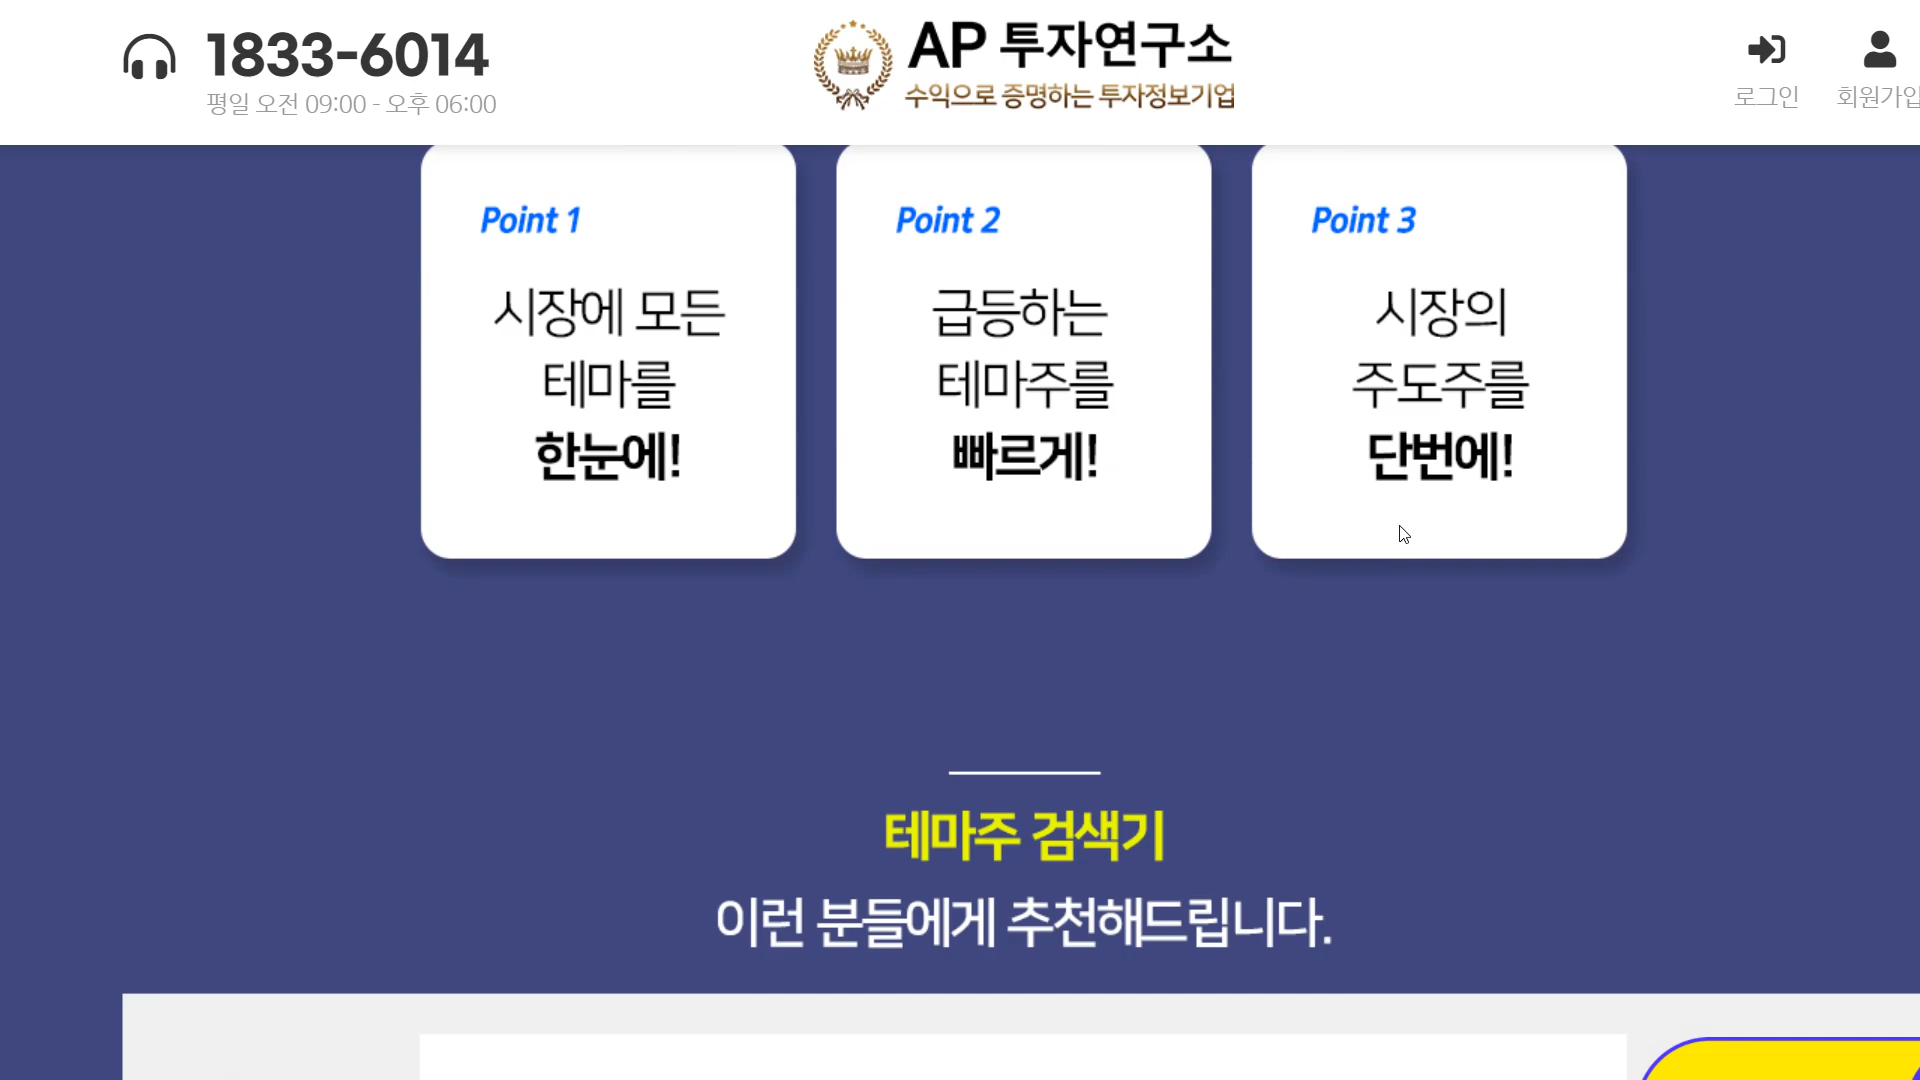 1833-6014
평일 오전 09:00 - 오후 06:00
AP 투자연구소
수익으로 증명하는 투자정보기업
로그인
회원가입
Point 1
시장에 모든
테마를
한눈에!
Point 2
급등하는
테마주를
빠르게!
Point 3
시장의
주도주를
단번에!
테마주 검색기
이런 분들에게 추천해드립니다.